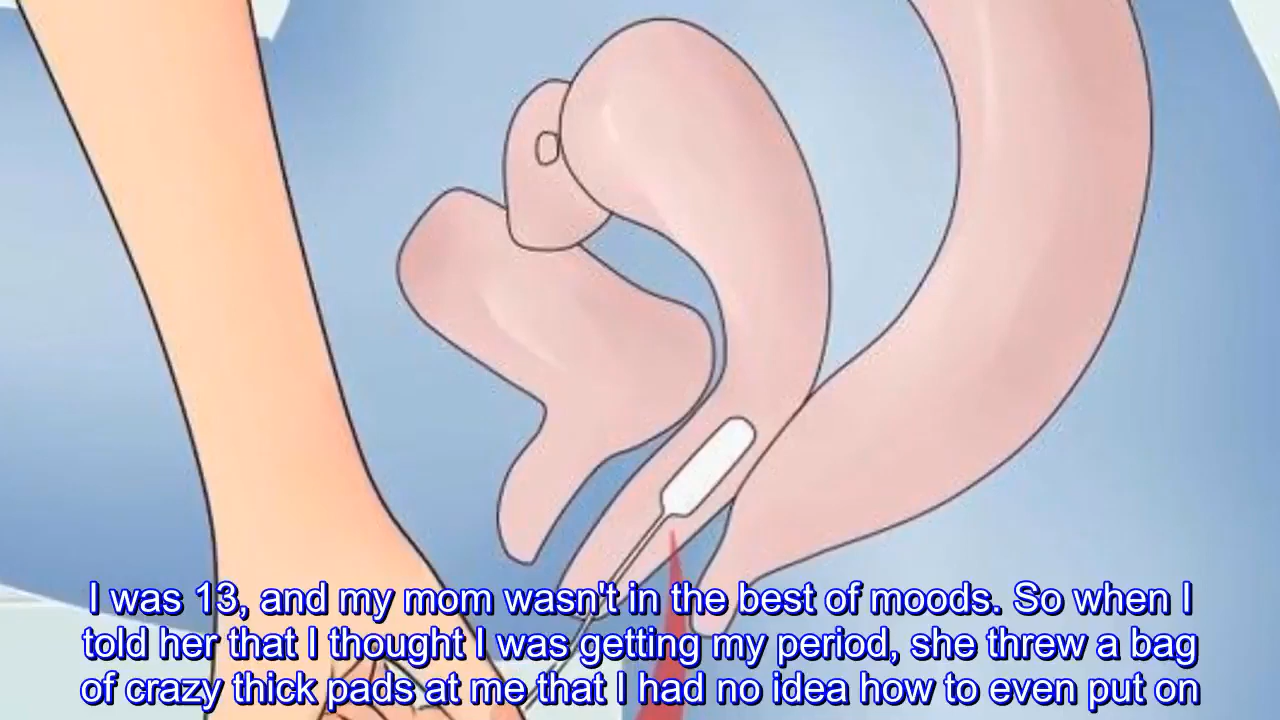 I was 13, and my mom wasn't in the best of moods. So when I
told her that I thought I was getting my period, she threw a bag
of crazy thick pads at me that I had no idea how to even put on